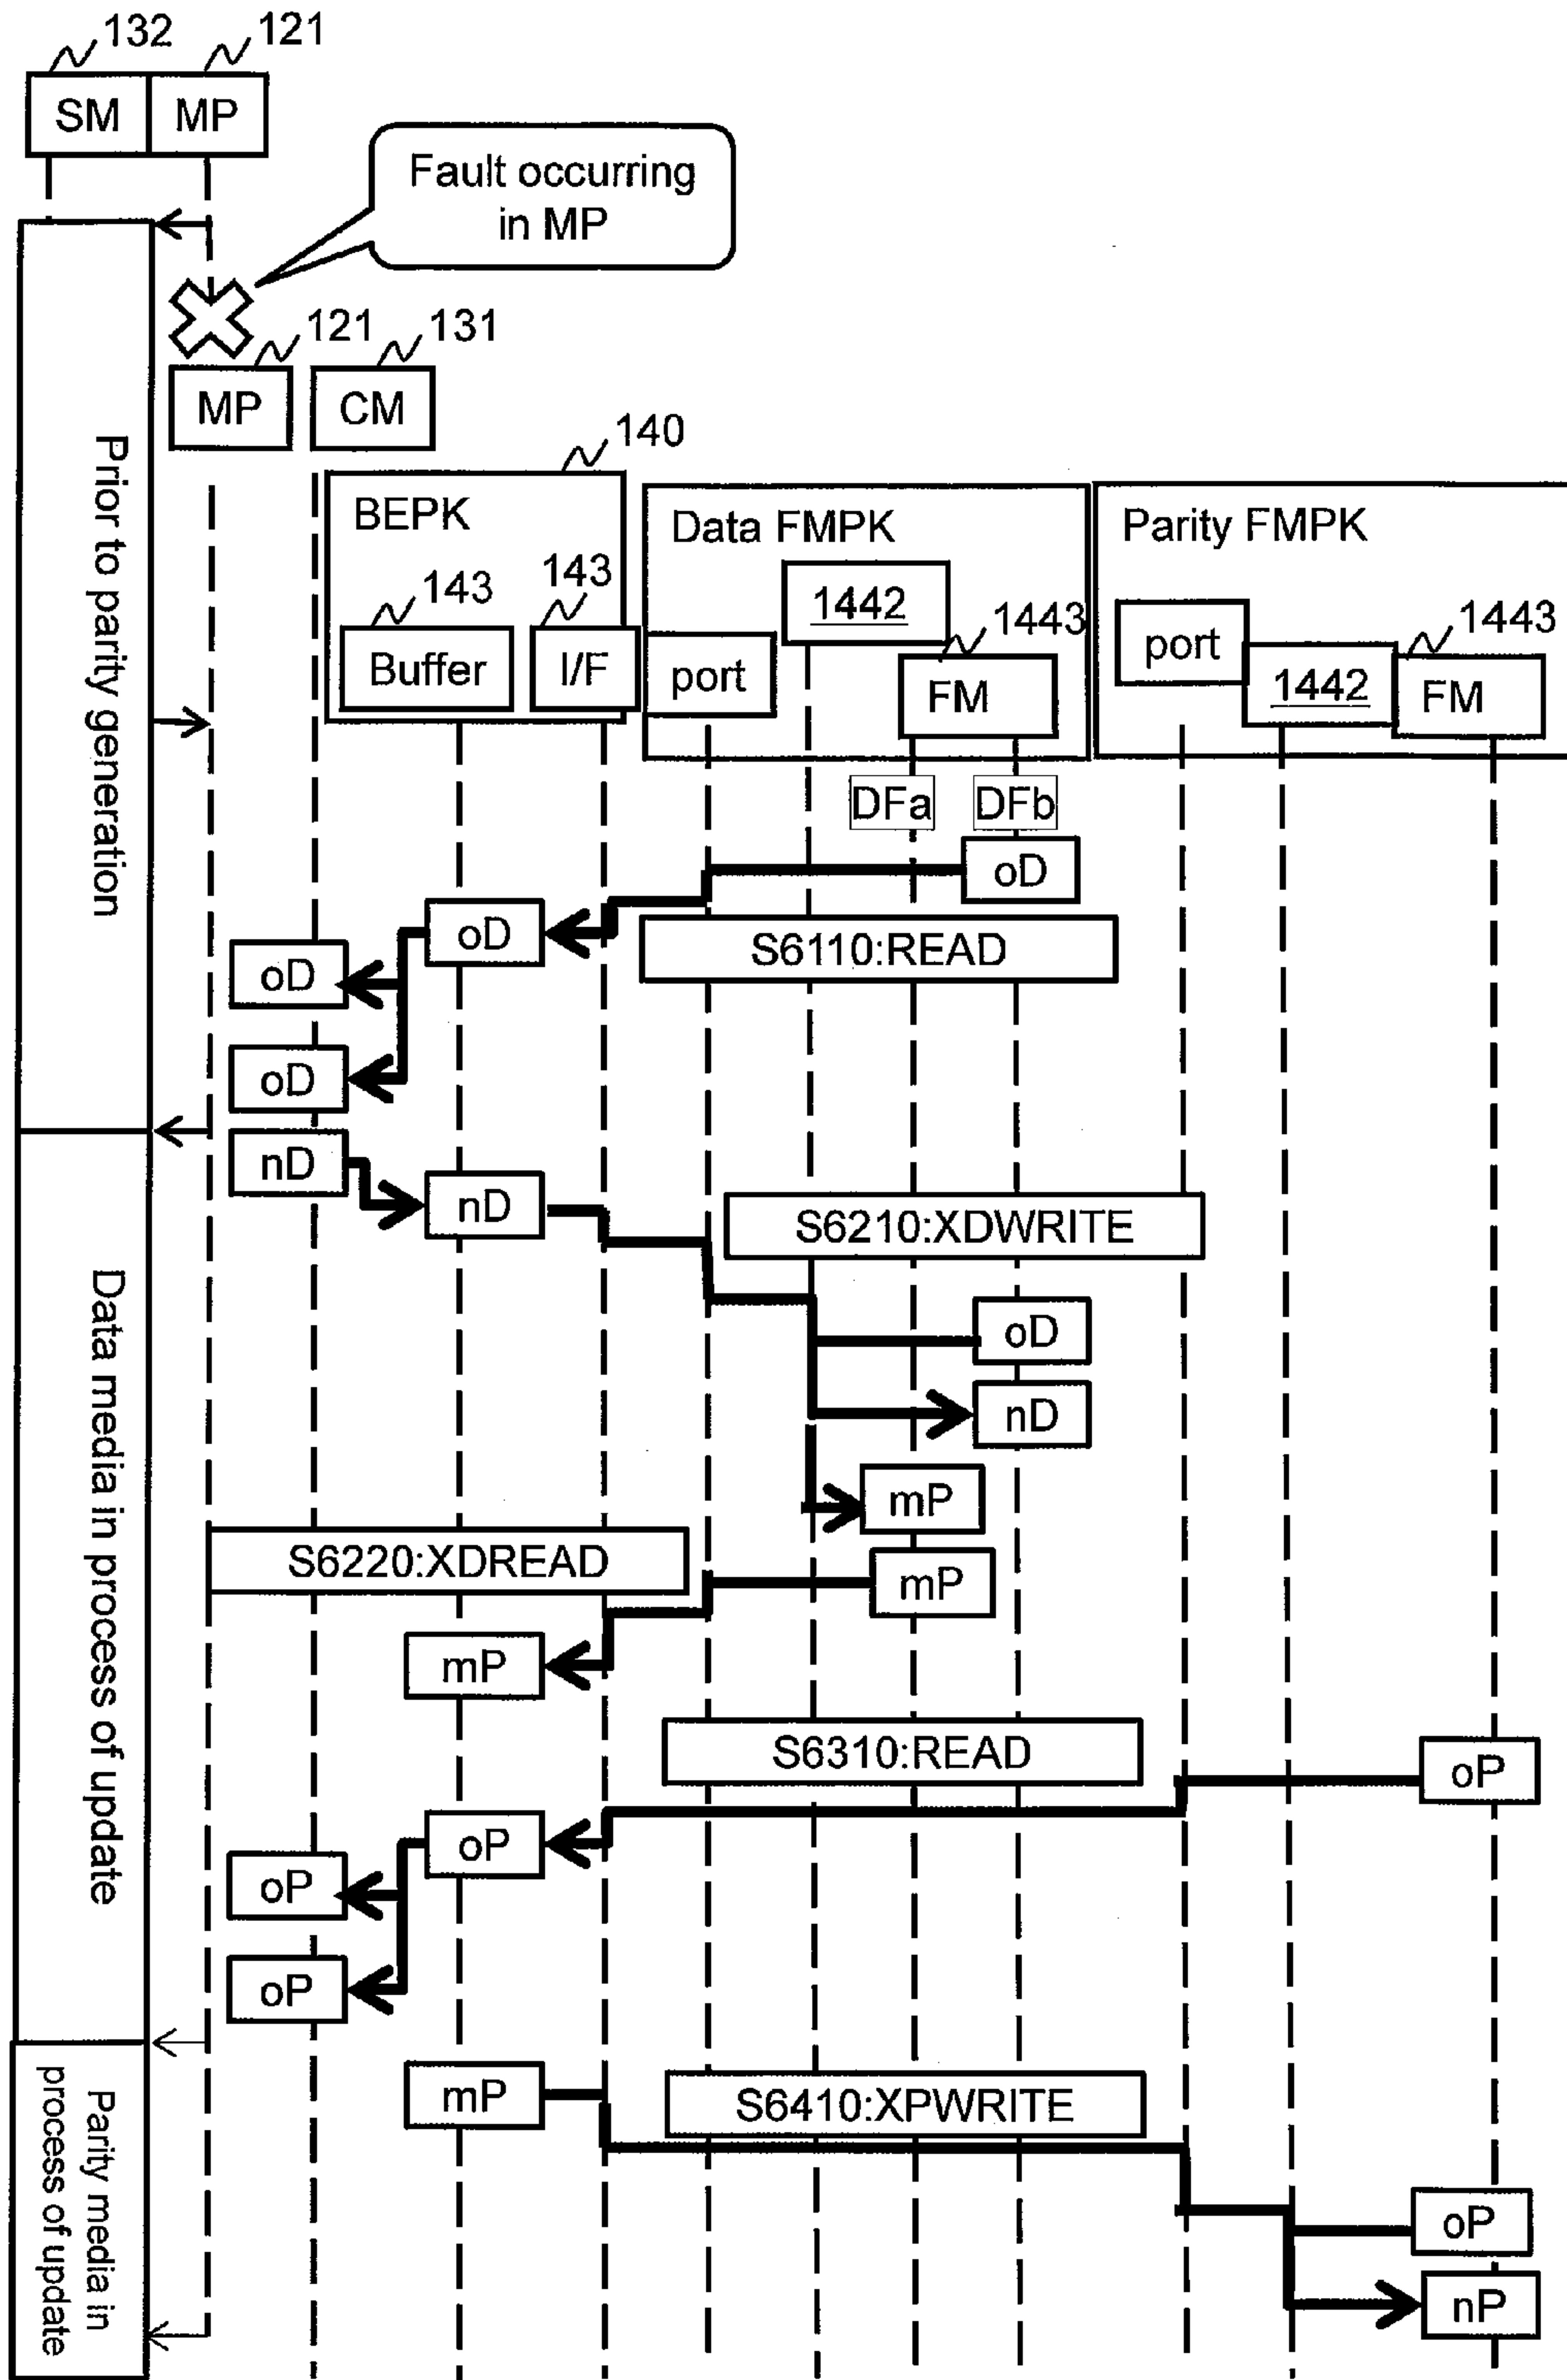 132
121
SM
MP
Fault occurring
in MP
121
131
MP
CM
140
BEPK
Data FMPK
Parity FMPK
143
143
1442
1443
1443
Buffer
I/F
port
FM
port
1442
FM
Prior to parity generation
DFa
DFb
oD
oD
S6110:READ
oD
oD
nD
nD
S6210:XDWRITE
oD
nD
Data media in process of update
mP
S6220:XDREAD
mP
mP
S6310:READ
oP
oP
oP
oP
Parity media in
process of update
mP
S6410:XPWRITE
oP
nP